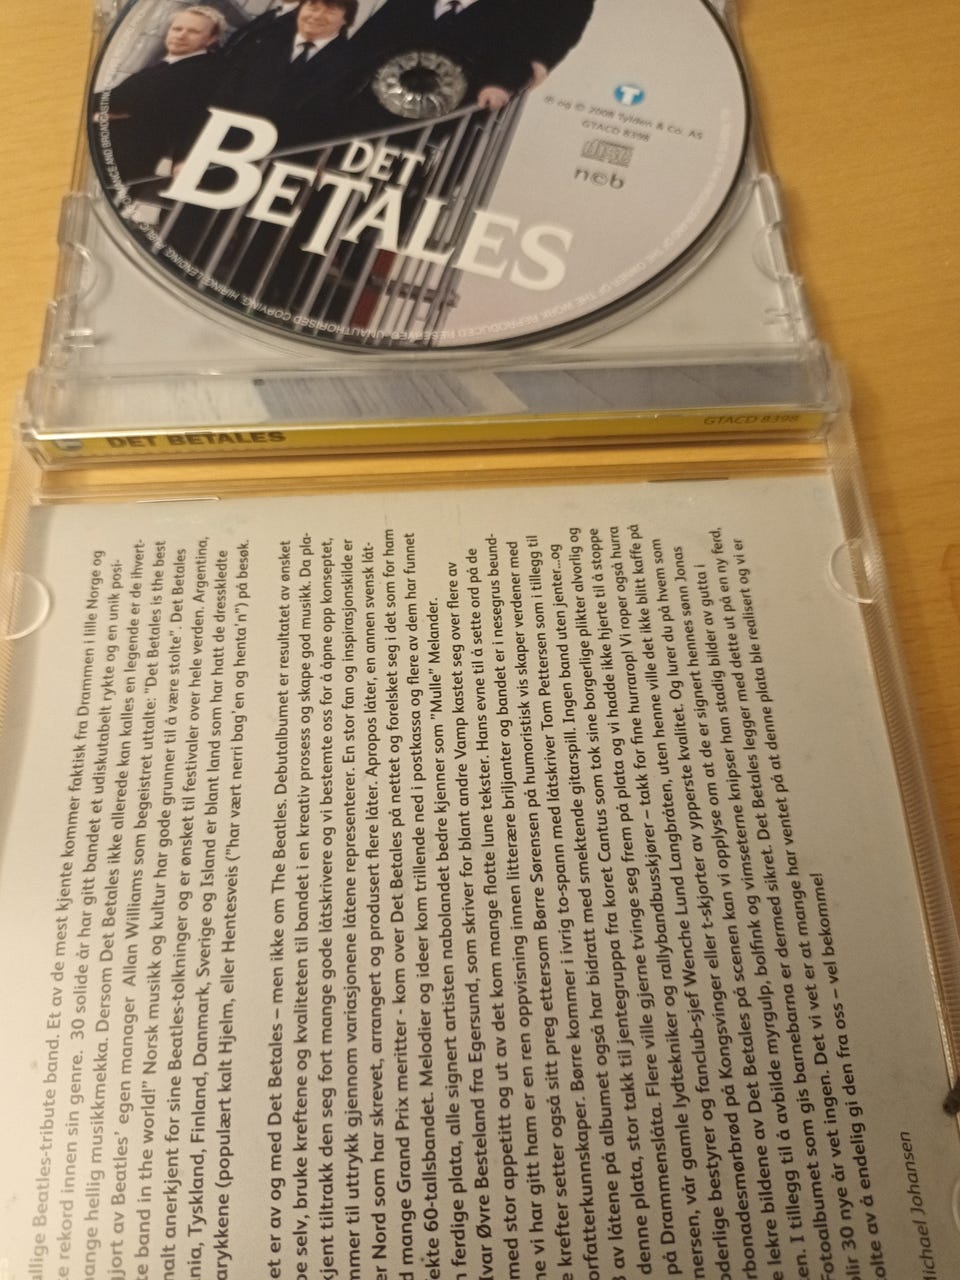 DET
BETALES
T
℗ og © 2008 Tylden & Co. AS
GTACD 8398
n©b
UNAUTHORISED COPYING, HIRING, LENDING, PUBLIC PERFORMANCE AND BROADCASTING
OF THE WORK REPRODUCED RESERVED.
DET BETALES
GTACD 8398
llige Beatles-tribute band. Et av de mest kjente kommer faktisk fra Drammen i lille Norge og
e rekord innen sin genre. 30 solide år har gitt bandet et udiskutabelt rykte og en unik posi-
ange hellig musikkmekka. Dersom Det Betales ikke allerede kan kalles en legende er de ihvert-
jort av Beatles' egen manager Allan Williams som begeistret uttalte: "Det Betales is the best
e band in the world!" Norsk musikk og kultur har gode grunner til å være stolte". Det Betales
nalt anerkjent for sine Beatles-tolkninger og er ønsket til festivaler over hele verden. Argentina,
nia, Tyskland, Finland, Danmark, Sverige og Island er blant land som har hatt de dresskledte
arykkene (populært kalt Hjelm, eller Hentesveis ("har vært nerri bag'en og henta'n") på besøk.
et er av og med Det Betales – men ikke om The Beatles. Debutalbumet er resultatet av ønsket
pe selv, bruke kreftene og kvaliteten til bandet i en kreativ prosess og skape god musikk. Da pla-
kjent tiltrakk den seg fort mange gode låtskrivere og vi bestemte oss for å åpne opp konseptet,
mmer til uttrykk gjennom variasjonene låtene representerer. En stor fan og inspirasjonskilde er
er Nord som har skrevet, arrangert og produsert flere låter. Apropos låter, en annen svensk låt-
d mange Grand Prix meritter - kom over Det Betales på nettet og forelsket seg i det som for ham
ekte 60-tallsbandet. Melodier og ideer kom trillende ned i postkassa og flere av dem har funnet
n ferdige plata, alle signert artisten nabolandet bedre kjenner som "Mulle" Melander.
Ivar Øvre Besteland fra Egersund, som skriver for blant andre Vamp kastet seg over flere av
med stor appetitt og ut av det kom mange flotte lune tekster. Hans evne til å sette ord på de
ne vi har gitt ham er en ren oppvisning innen litterære briljanter og bandet er i nesegrus beund-
e krefter setter også sitt preg ettersom Børre Sørensen på humoristisk vis skaper verdener med
orfatterkunnskaper. Børre kommer i ivrig to-spann med låtskriver Tom Pettersen som i tillegg til
av låtene på albumet også har bidratt med smektende gitarspill. Ingen band uten jenter...og
denne plata, stor takk til jentegruppa fra koret Cantus som tok sine borgerlige plikter alvorlig og
på Drammenslåta. Flere ville gjerne tvinge seg frem på plata og vi hadde ikke hjerte til å stoppe
nersen, vår gamle lydtekniker og rallybandbusskjører – takk for fine hurrarop! Vi roper også hurra
oderlige bestyrer og fanclub-sjef Wenche Lund Langbråten, uten henne ville det ikke blitt kaffe på
rbonadesmørbrød på Kongsvinger eller t-skjorter av ypperste kvalitet. Og lurer du på hvem som
e lekre bildene av Det Betales på scenen kan vi opplyse om at de er signert hennes sønn Jonas
en. I tillegg til å avbilde myrgulp, bolfink og vimseterne knipser han stadig bilder av gutta i
Fotoalbumet som gis barnebarna er dermed sikret. Det Betales legger med dette ut på en ny ferd,
lir 30 nye år vet ingen. Det vi vet er at mange har ventet på at denne plata ble realisert og vi er
olte av å endelig gi den fra oss – vel bekomme!
ichael Johansen